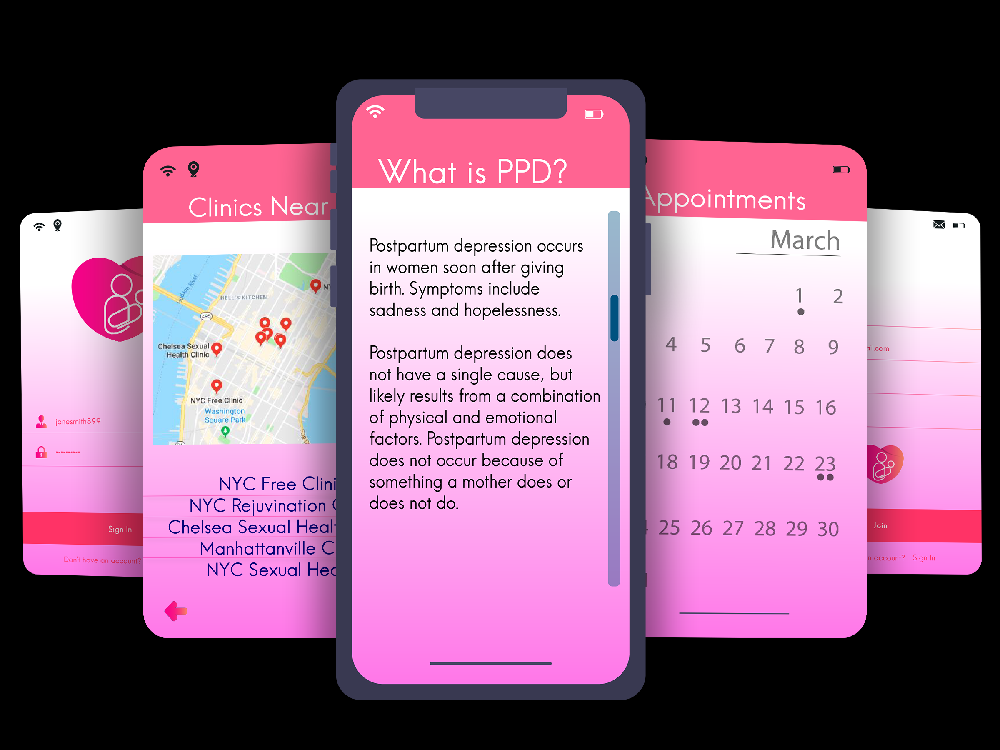 janesmith899
••••••••••
Sign In
Don't have an account?
Clinics Near
Hudson River
HELL'S KITCHEN
495
Chelsea Sexual
Health Clinic
NYC Free Clinic
Washington
Square Park
NYC Free
NYC Rejuvination
Chelsea Sexual
Manhattanville
NYC Sexual
What is PPD?
Postpartum depression occurs
in women soon after giving
birth. Symptoms include
sadness and hopelessness.
Postpartum depression does
not have a single cause, but
likely results from a combination
of physical and emotional
factors. Postpartum depression
does not occur because of
something a mother does or
does not do.
Appointments
March
1 2
4 5 6 7 8 9
11 12 13 14 15 16
18 19 20 21 22 23
25 26 27 28 29 30
ail.com
Join
account? Sign In